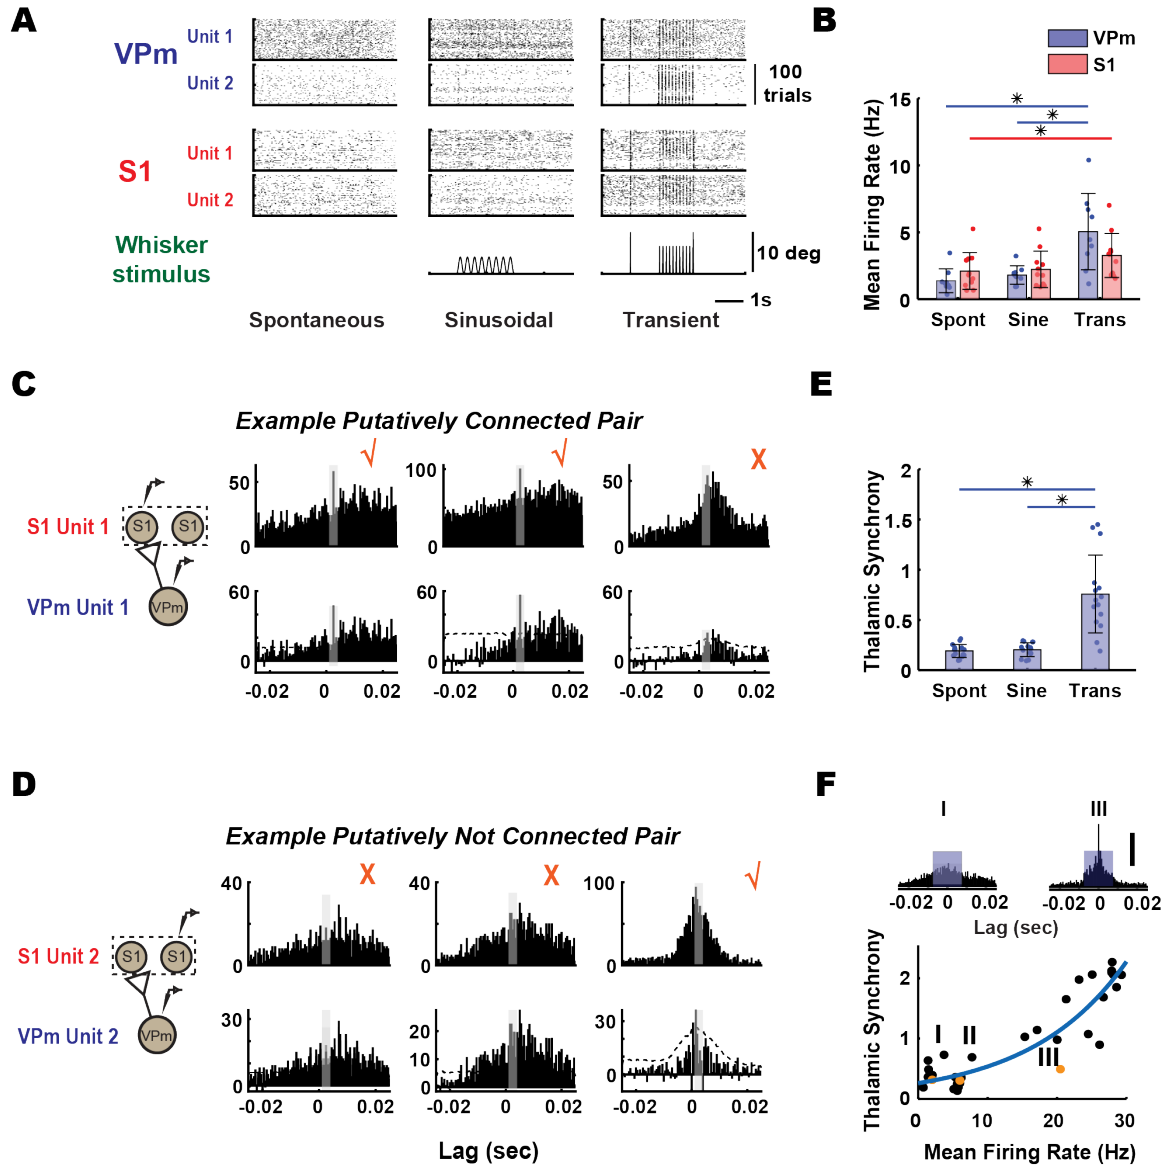 A
VPm
Unit 1
Unit 2
100
trials
S1
Unit 1
Unit 2
Whisker
stimulus
10 deg
1s
Spontaneous
Sinusoidal
Transient
B
VPm
S1
Mean Firing Rate (Hz)
15
10
5
0
Spont
Sine
Trans
C
Example Putatively Connected Pair
√
√
X
S1 Unit 1
S1
S1
VPm Unit 1
VPm
50
0
100
0
50
0
60
0
-0.02
0
0.02
60
0
-0.02
0
0.02
60
0
-0.02
0
0.02
E
Thalamic Synchrony
2
1.5
1
0.5
0
Spont
Sine
Trans
D
Example Putatively Not Connected Pair
X
X
√
S1 Unit 2
S1
S1
VPm Unit 2
VPm
40
0
40
0
100
0
30
0
-0.02
0
0.02
20
10
0
-0.02
0
0.02
30
0
-0.02
0
0.02
Lag (sec)
F
I
III
-0.02
0
0.02
-0.02
0
0.02
Lag (sec)
Thalamic Synchrony
2
1
0
I
II
III
0
10
20
30
Mean Firing Rate (Hz)